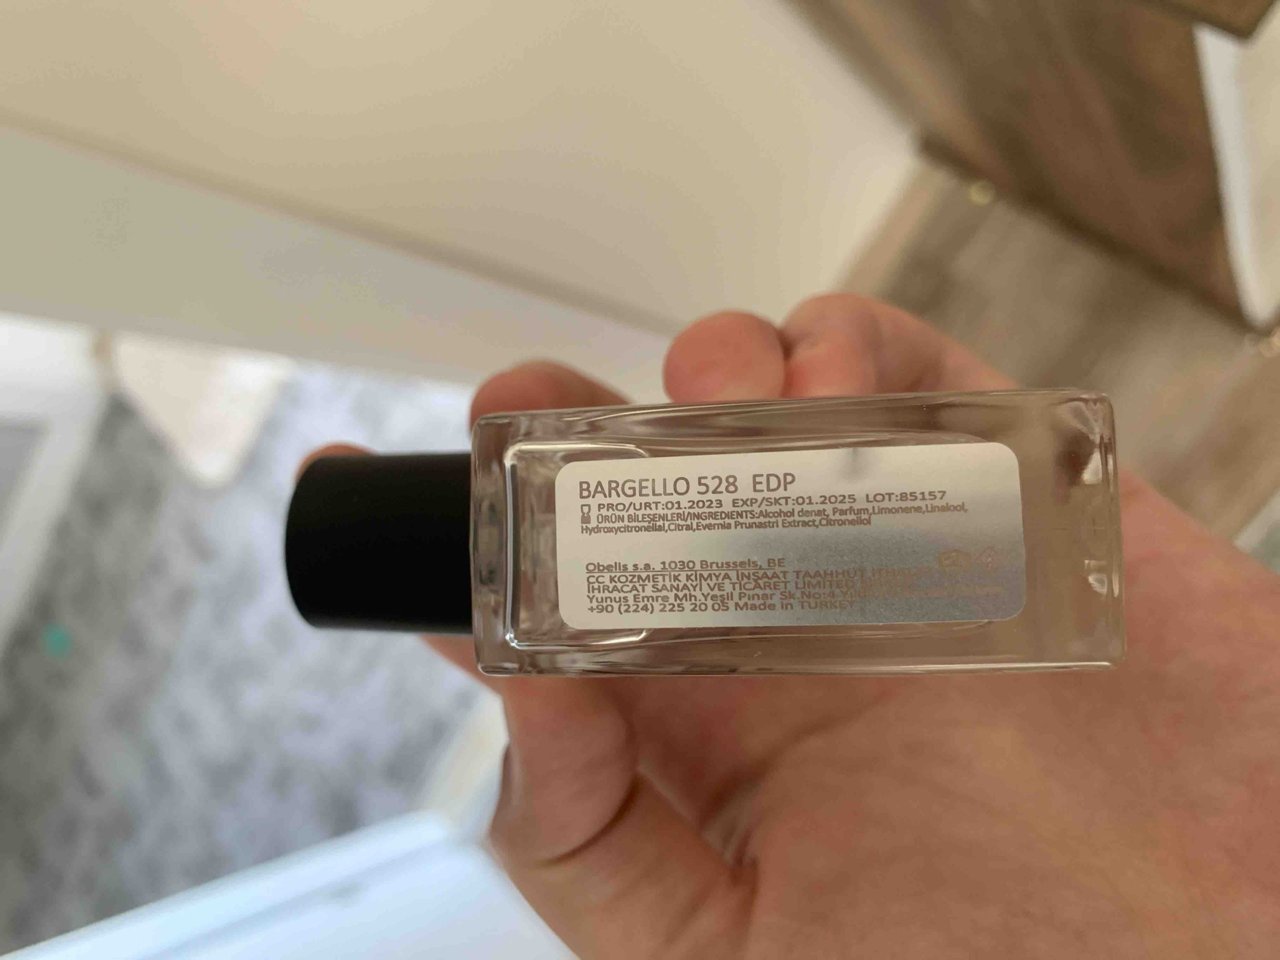 BARGELLO 528 EDP
PRO/URT:01.2023 EXP/SKT:01.2025 LOT:85157
ÜRÜN BİLEŞENLERİ/INGREDIENTS:Alcohol denat, Parfum,Limonene,Linalool,
Hydroxycitronellal,Citral,Evernia Prunastri Extract,Citronellol
Obelis s.a. 1030 Brussels, BE
CC KOZMETİK KİMYA İNŞAAT TAAHHÜT İTHALAT
İHRACAT SANAYİ VE TİCARET LİMİTED
Yunus Emre Mh.Yeşil Pınar Sk.No:4
+90 (224) 225 20 05 Made in TURKEY